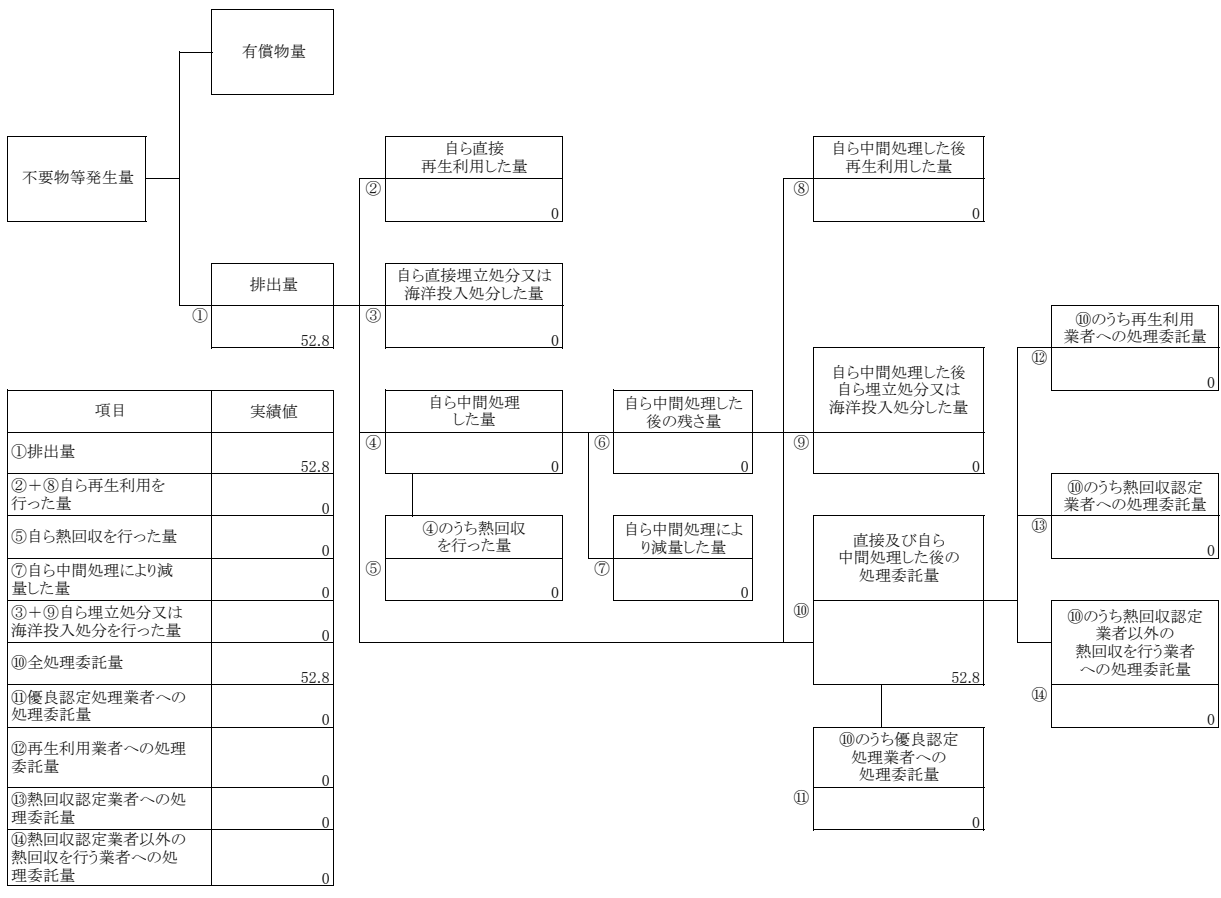 有償物量
不要物等発生量
排出量
①
52.8
自ら直接
再生利用した量
②
0
自ら直接埋立処分又は
海洋投入処分した量
③
0
自ら中間処理
した量
④
0
④のうち熱回収
を行った量
⑤
0
自ら中間処理した
後の残さ量
⑥
0
自ら中間処理によ
り減量した量
⑦
0
自ら中間処理した後
再生利用した量
⑧
0
自ら中間処理した後
自ら埋立処分又は
海洋投入処分した量
⑨
0
直接及び自ら
中間処理した後の
処理委託量
⑩
52.8
⑩のうち優良認定
処理業者への
処理委託量
⑪
0
⑩のうち再生利用
業者への処理委託量
⑫
0
⑩のうち熱回収認定
業者への処理委託量
⑬
0
⑩のうち熱回収認定
業者以外の
熱回収を行う業者
への処理委託量
⑭
0
項目 実績値
①排出量
52.8
②+⑧自ら再生利用を
行った量
0
⑤自ら熱回収を行った量
0
⑦自ら中間処理により減
量した量
0
③+⑨自ら埋立処分又は
海洋投入処分を行った量
0
⑩全処理委託量
52.8
⑪優良認定処理業者への
処理委託量
0
⑫再生利用業者への処理
委託量
0
⑬熱回収認定業者への処
理委託量
0
⑭熱回収認定業者以外の
熱回収を行う業者への処
理委託量
0